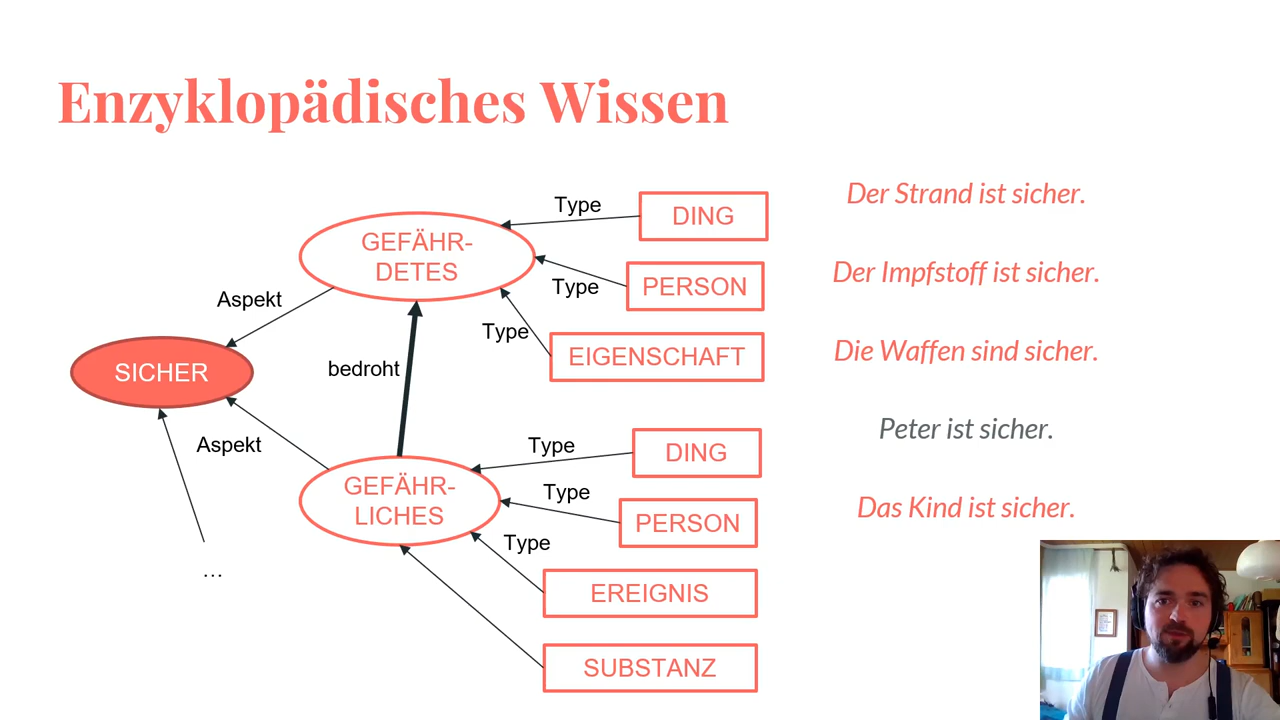 Enzyklopädisches Wissen
Type
DING
GEFÄHR-
DETES
Type
PERSON
Aspekt
Type
EIGENSCHAFT
SICHER
bedroht
Aspekt
Type
DING
GEFÄHR-
LICHES
Type
PERSON
Type
EREIGNIS
...
SUBSTANZ
Der Strand ist sicher.
Der Impfstoff ist sicher.
Die Waffen sind sicher.
Peter ist sicher.
Das Kind ist sicher.